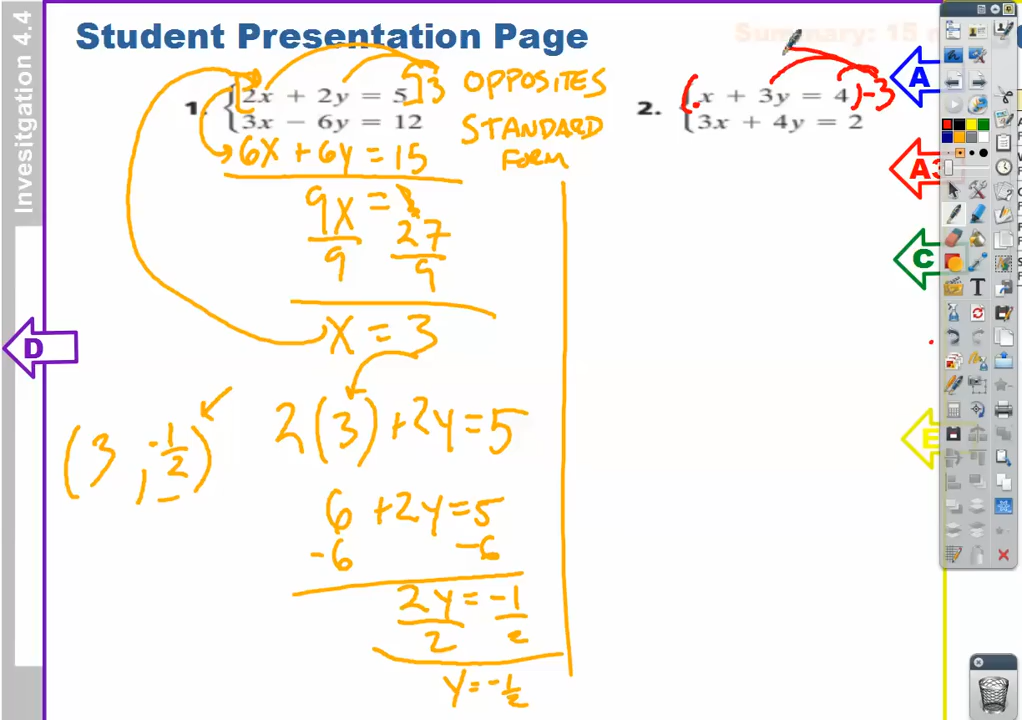 Invesitgation 4.4
Student Presentation Page
Summary: 15
1.
2x + 2y = 5
3
3x − 6y = 12
OPPOSITES
STANDARD
FORM
6x + 6y = 15
9x = 27
9 9
x = 3
2(3) + 2y = 5
(3, -1/2)
6 + 2y = 5
-6 -6
2y = -1
2 2
y = -1/2
2.
x + 3y = 4
-3
3x + 4y = 2
A
A3
C
D
E
T